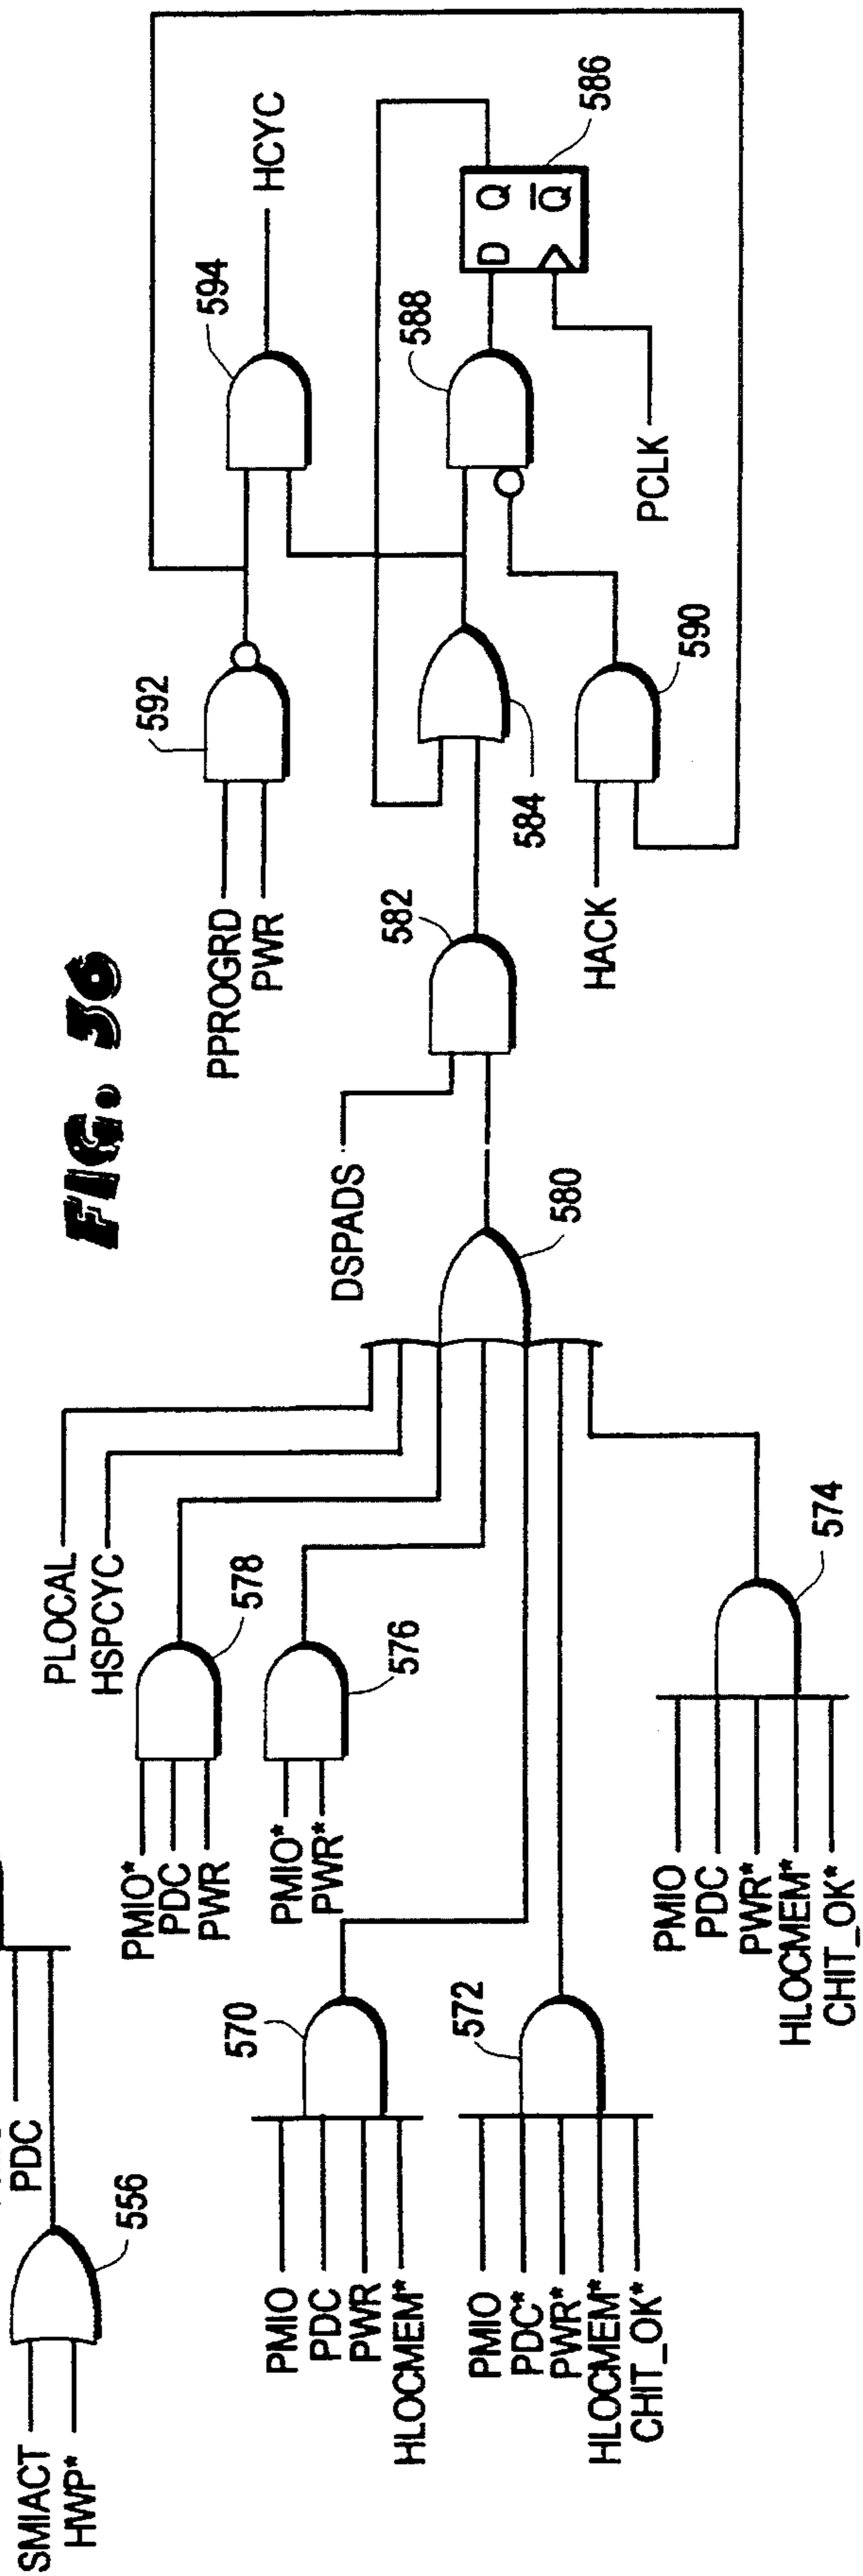 FIG. 36
SMIACT
HWP*
556
PDC
PLOCAL
HSPCYC
PMIO*
PDC
PWR
578
PMIO*
PWR*
576
PMIO
PDC
PWR
HLOCMEM*
570
PMIO
PDC*
PWR*
HLOCMEM*
CHIT_OK*
572
PMIO
PDC
PWR*
HLOCMEM*
CHIT_OK*
574
580
DSPADS
582
PPROGRD
PWR
592
594
HCYC
584
588
D Q
Q
586
HACK
590
PCLK